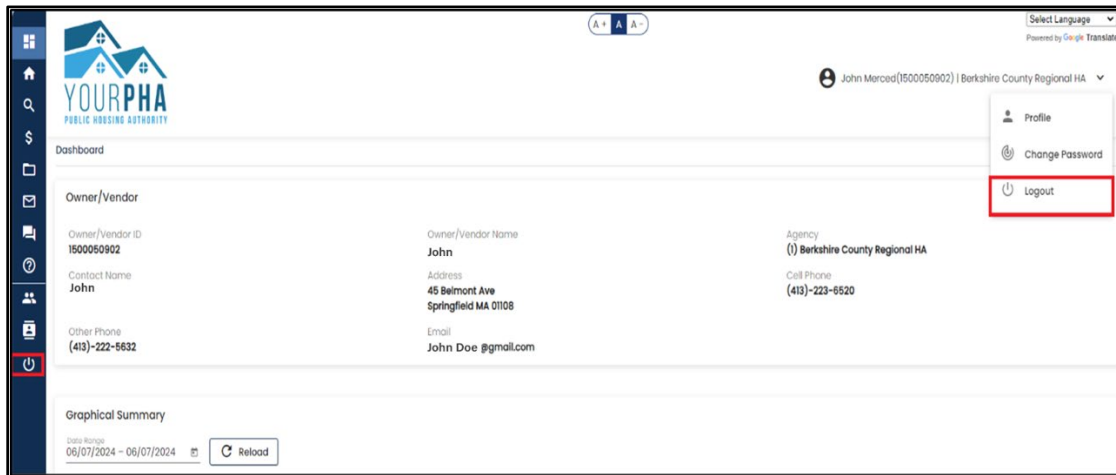 A+ A A-
Select Language
Powered by Google Translate
YOURPHA
PUBLIC HOUSING AUTHORITY
John Merced(1500050902) | Berkshire County Regional HA
Profile
Change Password
Logout
Dashboard
Owner/Vendor
Owner/Vendor ID
1500050902
Owner/Vendor Name
John
Agency
(1) Berkshire County Regional HA
Contact Name
John
Address
45 Belmont Ave
Springfield MA 01108
Cell Phone
(413)-223-6520
Other Phone
(413)-222-5632
Email
John Doe @gmail.com
Graphical Summary
Date Range
06/07/2024 – 06/07/2024
Reload